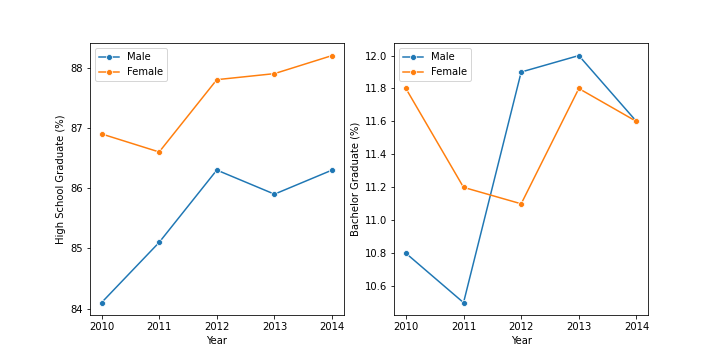 Male
Female
High School Graduate (%)
88
87
86
85
84
2010 2011 2012 2013 2014
Year
Male
Female
Bachelor Graduate (%)
12.0
11.8
11.6
11.4
11.2
11.0
10.8
10.6
2010 2011 2012 2013 2014
Year